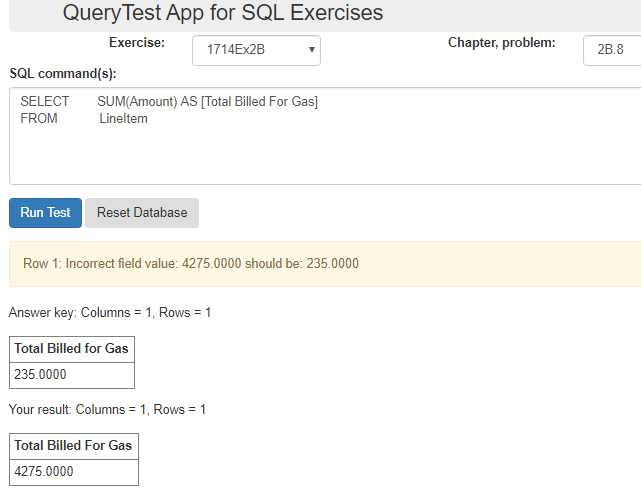 QueryTest App for SQL Exercises
Exercise: 1714Ex2B Chapter, problem: 2B.8
SQL command(s):
SELECT SUM(Amount) AS [Total Billed For Gas]
FROM LineItem
Run Test Reset Database
Row 1: Incorrect field value: 4275.0000 should be: 235.0000
Answer key: Columns = 1, Rows = 1
Total Billed for Gas
235.0000
Your result: Columns = 1, Rows = 1
Total Billed For Gas
4275.0000